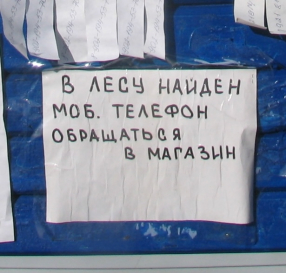 В ЛЕСУ НАЙДЕН
МОБ. ТЕЛЕФОН
ОБРАЩАТЬСЯ
В МАГАЗИН